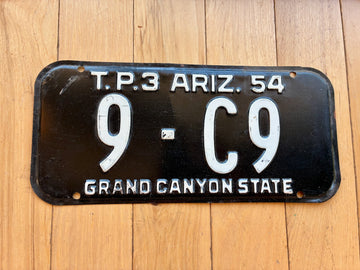 T.P.3 ARIZ. 54
9-C9
GRAND CANYON STATE